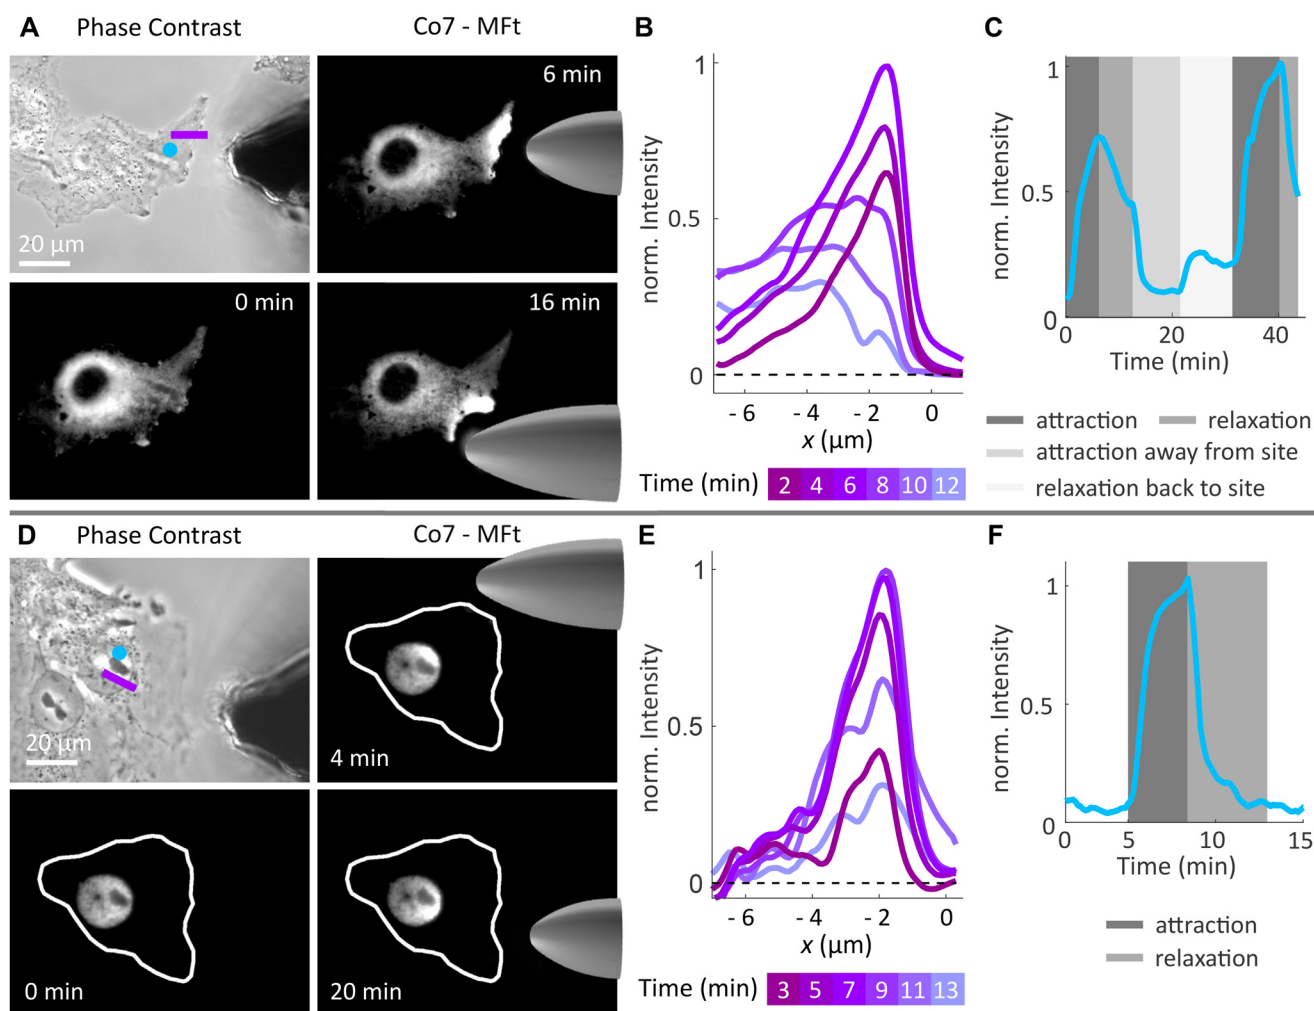 A
Phase Contrast
Co7 - MFt
20 µm
6 min
0 min
16 min
B
norm. Intensity
1
0.5
0
- 6
- 4
- 2
0
x (µm)
Time (min) 2 4 6 8 10 12
C
norm. Intensity
1
0.5
0
0
20
40
Time (min)
attraction
relaxation
attraction away from site
relaxation back to site
D
Phase Contrast
Co7 - MFt
20 µm
4 min
0 min
20 min
E
norm. Intensity
1
0.5
0
- 6
- 4
- 2
0
x (µm)
Time (min) 3 5 7 9 11 13
F
norm. Intensity
1
0.5
0
1
5
10
15
Time (min)
attraction
relaxation